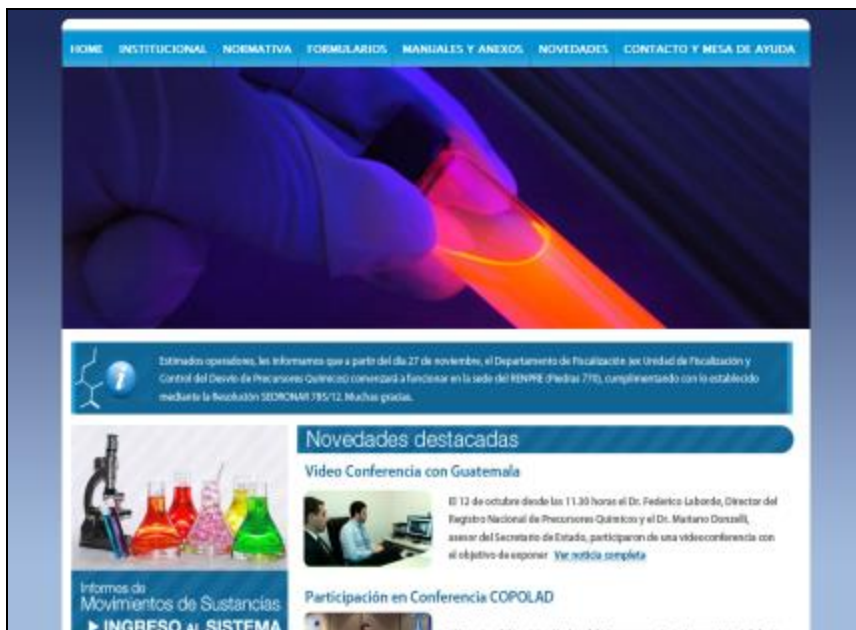 HOME INSTITUCIONAL NORMATIVA FORMULARIOS MANUALES Y ANEXOS NOVEDADES CONTACTO Y MESA DE AYUDA
Estimados operadores, les informamos que a partir del día 27 de noviembre, el Departamento de Fiscalización (ex Unidad de Fiscalización y
Control del Desvío de Precursores Químicos) comenzará a funcionar en la sede del RENPRE (Piedras 770), cumplimentando con lo establecido
mediante la Resolución SEDRONAR 785/12. Muchas gracias.
Novedades destacadas
Video Conferencia con Guatemala
El 12 de octubre desde las 11.30 horas el Dr. Federico Laborde, Director del
Registro Nacional de Precursores Químicos y el Dr. Mariano Donzelli,
asesor del Secretario de Estado, participaron de una videoconferencia con
el objetivo de exponer Ver noticia completa
Informes de
Movimientos de Sustancias
INGRESO AL SISTEMA
Participación en Conferencia COPOLAD